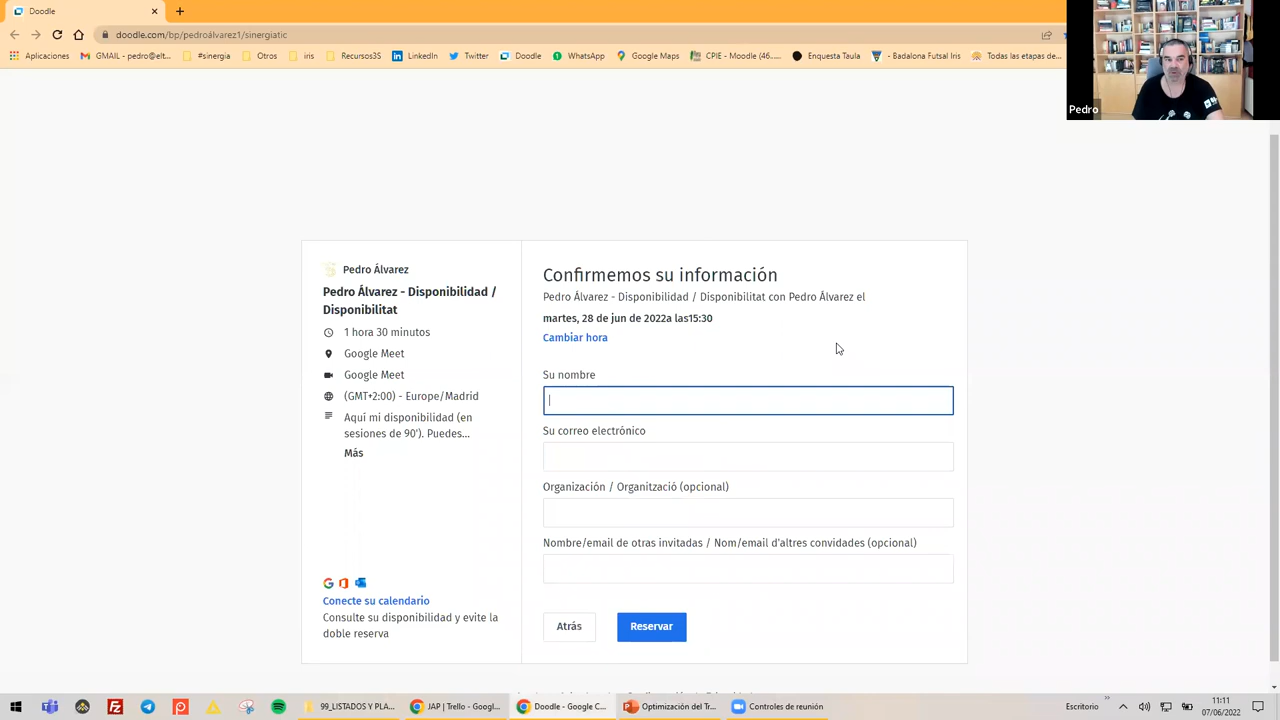 Doodle
doodle.com/bp/pedroálvarez1/sinergiatic
Aplicaciones
GMAIL - pedro@elt...
#sinergia
Otros
iris
Recursos3S
LinkedIn
Twitter
Doodle
WhatsApp
Google Maps
CPIE - Moodle (46....
Enquesta Taula
- Badalona Futsal Iris
Todas las etapas de...
Pedro
Pedro Álvarez
Pedro Álvarez - Disponibilidad /
Disponibilitat
1 hora 30 minutos
Google Meet
Google Meet
(GMT+2:00) - Europe/Madrid
Aquí mi disponibilidad (en
sesiones de 90'). Puedes...
Más
Conecte su calendario
Consulte su disponibilidad y evite la
doble reserva
Confirmemos su información
Pedro Álvarez - Disponibilidad / Disponibilitat con Pedro Álvarez el
martes, 28 de jun de 2022a las15:30
Cambiar hora
Su nombre
Su correo electrónico
Organización / Organització (opcional)
Nombre/email de otras invitadas / Nom/email d'altres convidades (opcional)
Atrás
Reservar
99_LISTADOS Y PLA...
JAP | Trello - Googl...
Doodle - Google C...
Optimización del Tr...
Controles de reunión
Escritorio
11:11
07/06/2022